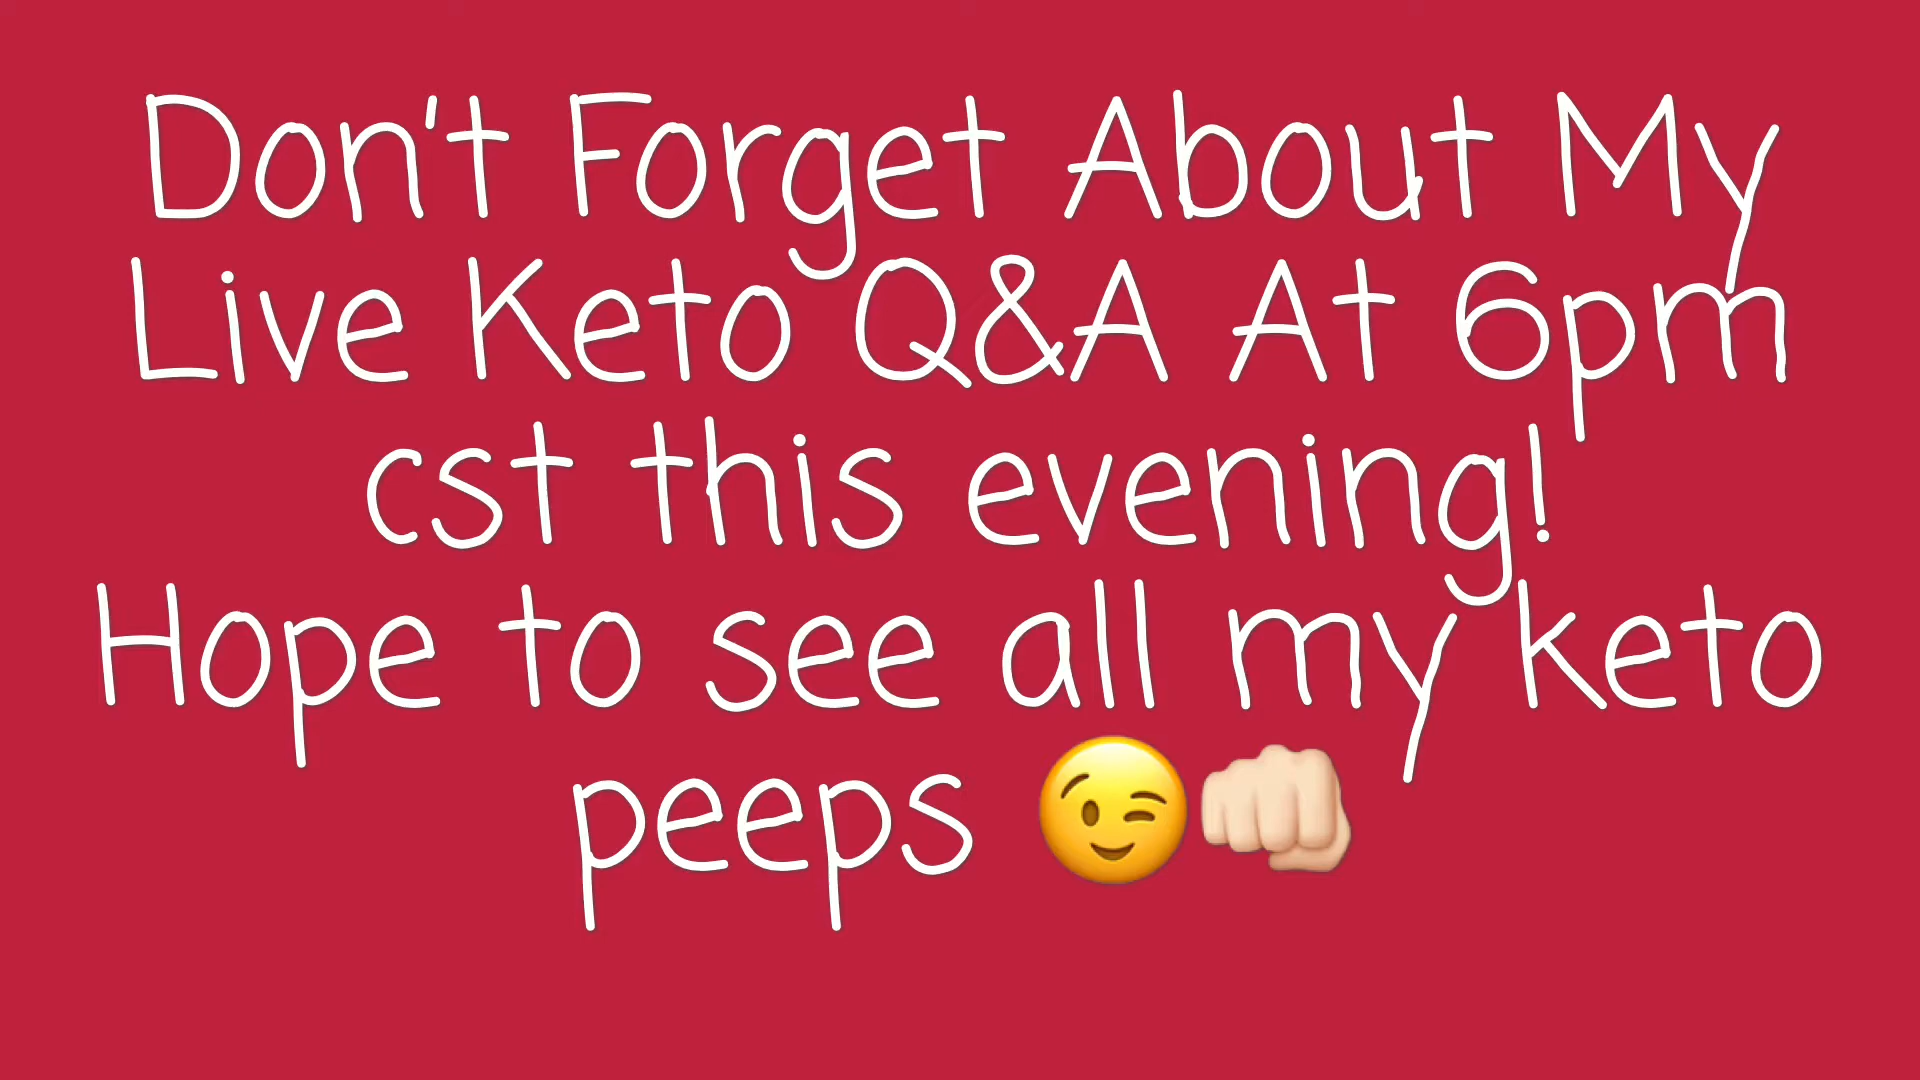 Don't Forget About My
Live Keto Q&A At 6pm
cst this evening!
Hope to see all my keto
peeps 😉👊🏻